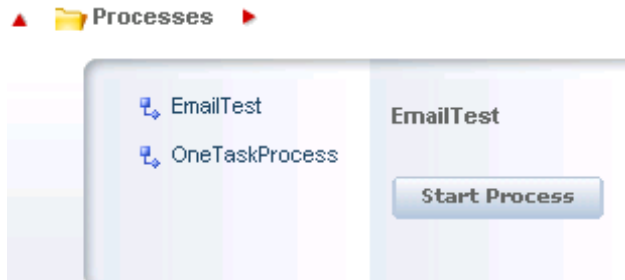 Processes
EmailTest
EmailTest
OneTaskProcess
Start Process